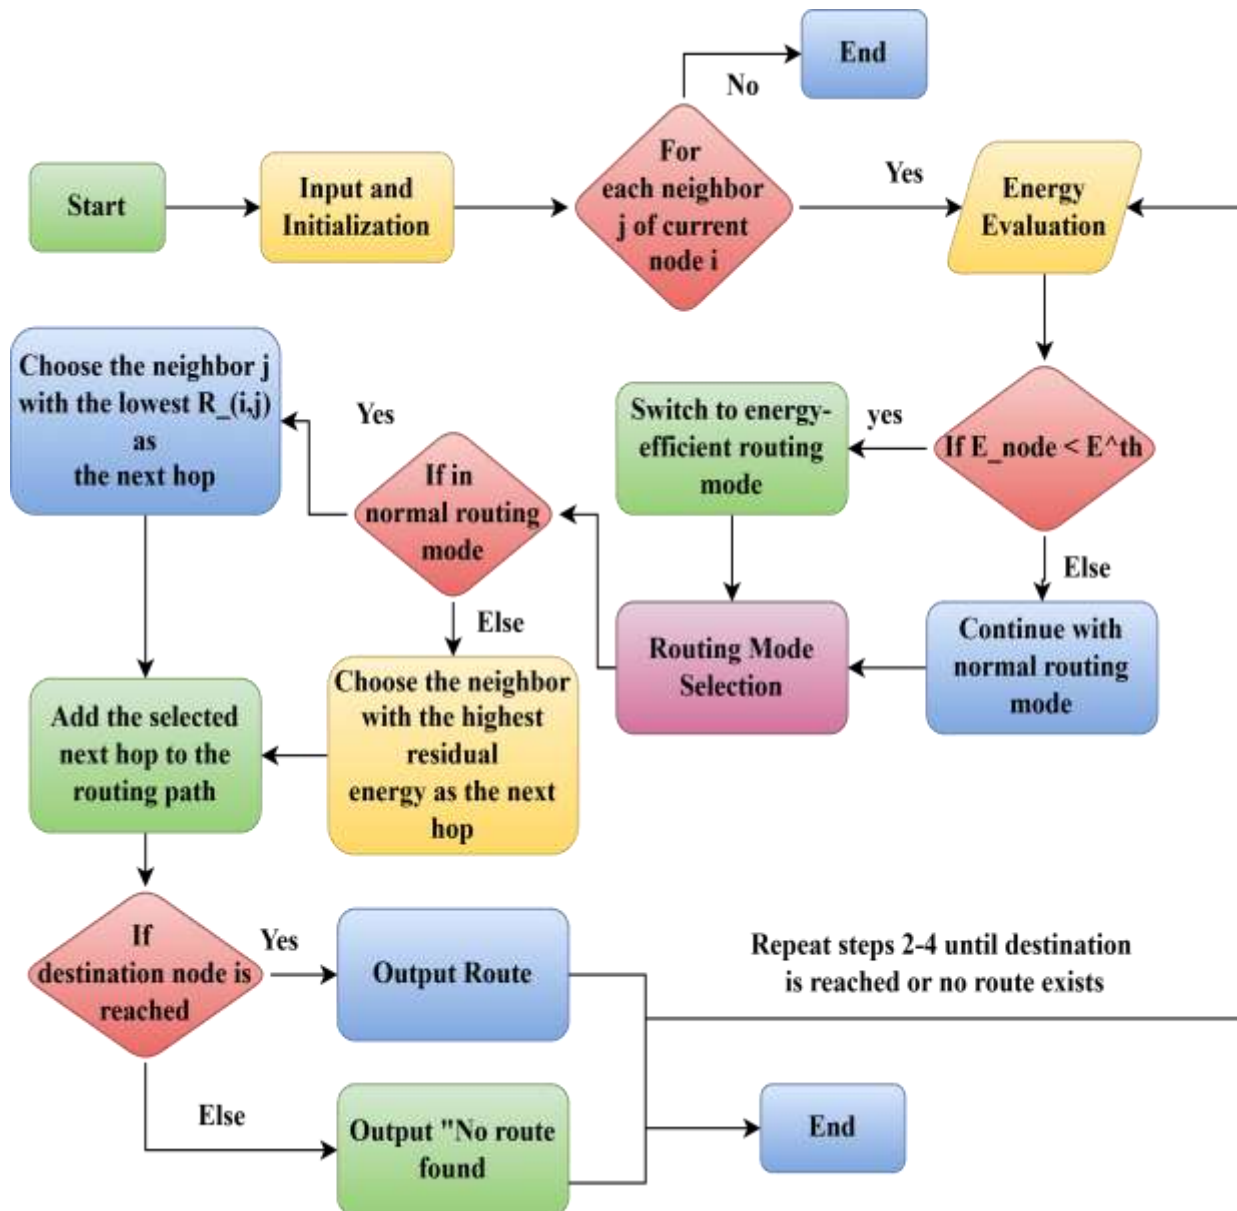 Start
Input and
Initialization
For
each neighbor
j of current
node i
No
End
Yes
Energy
Evaluation
If E_node < E^th
yes
Switch to energy-
efficient routing
mode
Else
Continue with
normal routing
mode
Routing Mode
Selection
If in
normal routing
mode
Yes
Choose the neighbor j
with the lowest R_(i,j)
as
the next hop
Else
Choose the neighbor
with the highest
residual
energy as the next
hop
Add the selected
next hop to the
routing path
If
destination node is
reached
Yes
Output Route
Else
Output "No route
found
Repeat steps 2-4 until destination
is reached or no route exists
End